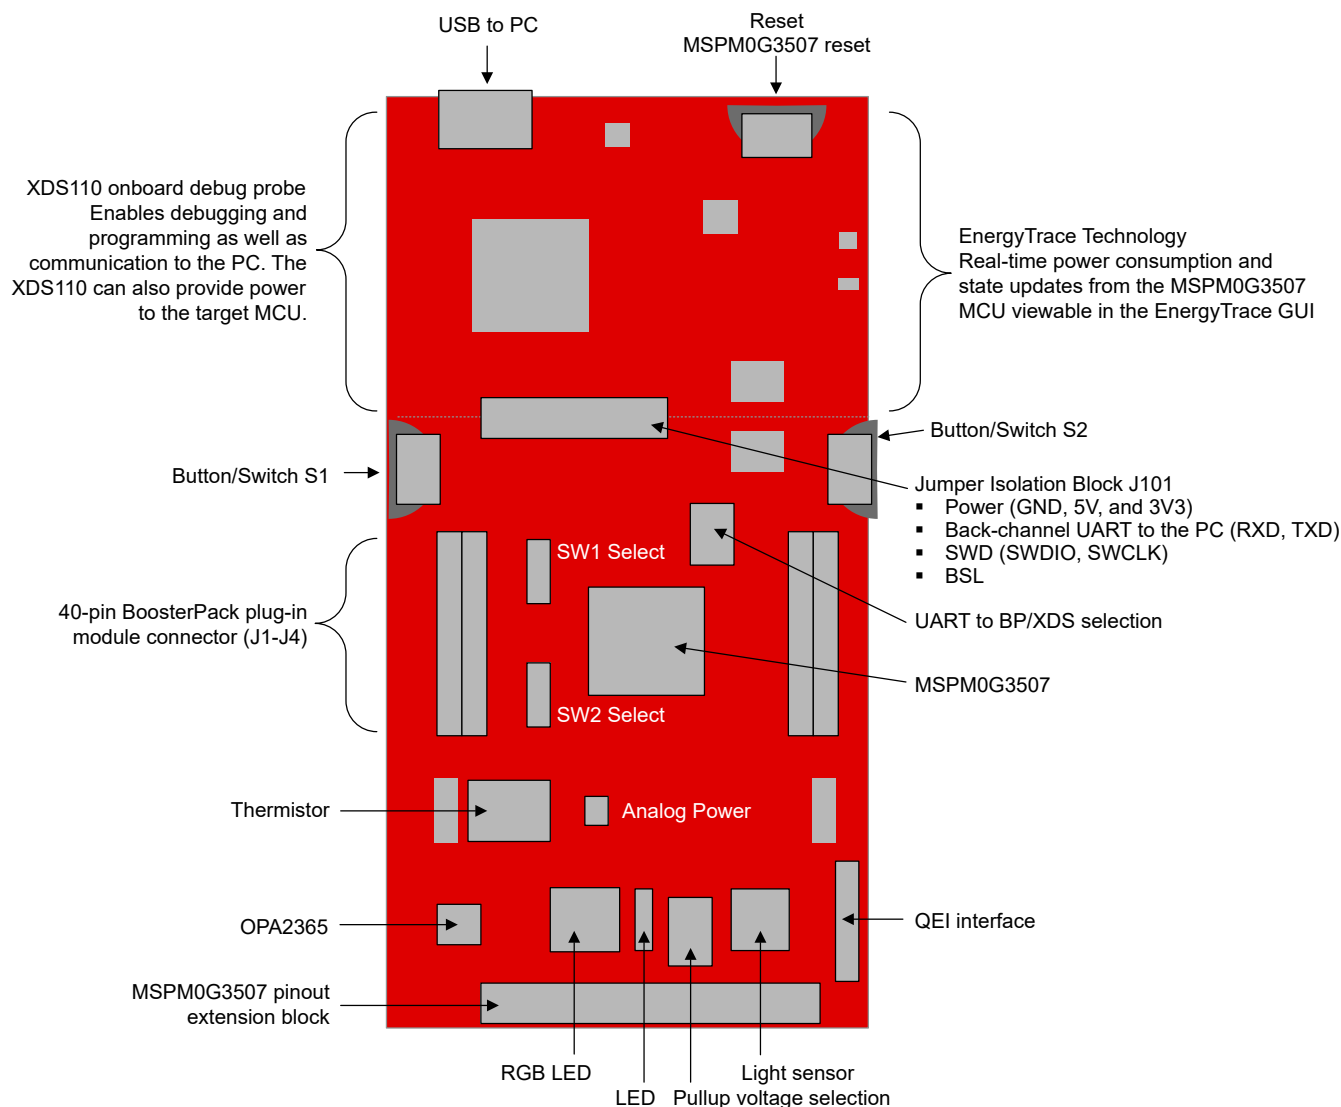 USB to PC
Reset
MSPM0G3507 reset
XDS110 onboard debug probe
Enables debugging and
programming as well as
communication to the PC. The
XDS110 can also provide power
to the target MCU.
EnergyTrace Technology
Real-time power consumption and
state updates from the MSPM0G3507
MCU viewable in the EnergyTrace GUI
Button/Switch S2
Button/Switch S1
Jumper Isolation Block J101
▪ Power (GND, 5V, and 3V3)
▪ Back-channel UART to the PC (RXD, TXD)
▪ SWD (SWDIO, SWCLK)
▪ BSL
SW1 Select
40-pin BoosterPack plug-in
module connector (J1-J4)
UART to BP/XDS selection
MSPM0G3507
SW2 Select
Thermistor
Analog Power
OPA2365
QEI interface
MSPM0G3507 pinout
extension block
RGB LED
Light sensor
LED
Pullup voltage selection